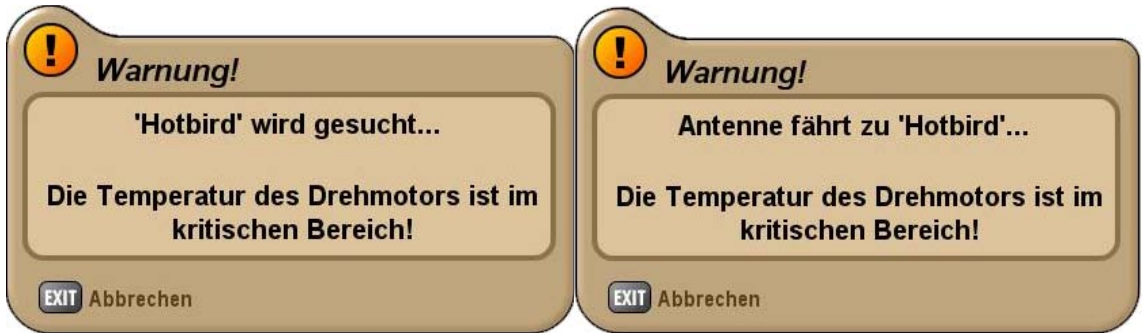 !
Warnung!
'Hotbird' wird gesucht...
Die Temperatur des Drehmotors ist im
kritischen Bereich!
EXIT Abbrechen
!
Warnung!
Antenne fährt zu 'Hotbird'...
Die Temperatur des Drehmotors ist im
kritischen Bereich!
EXIT Abbrechen